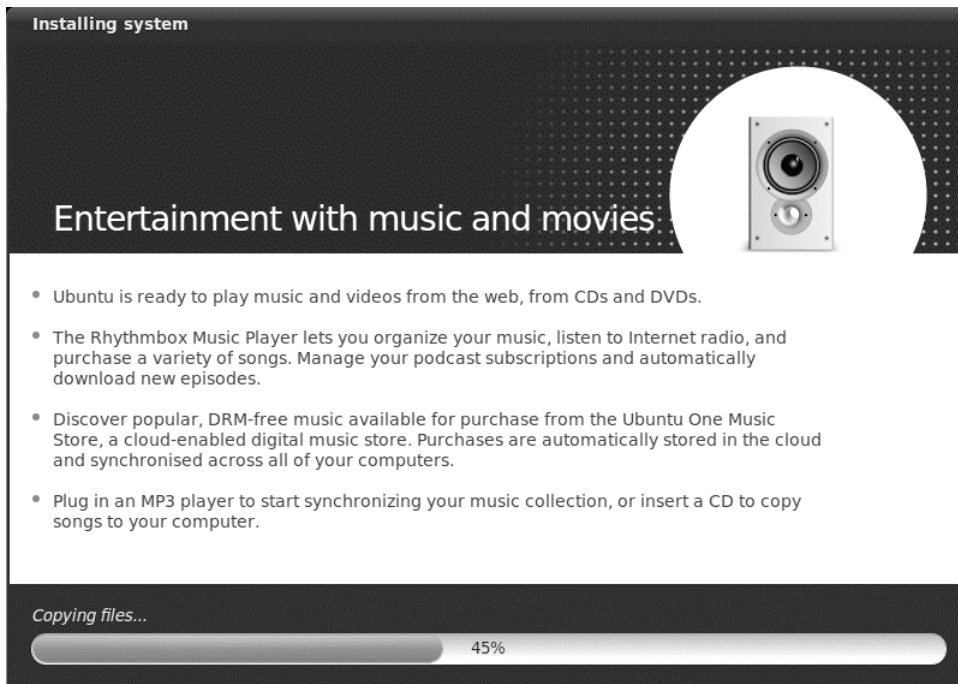 Installing system
Entertainment with music and movies
Ubuntu is ready to play music and videos from the web, from CDs and DVDs.
The Rhythmbox Music Player lets you organize your music, listen to Internet radio, and
purchase a variety of songs. Manage your podcast subscriptions and automatically
download new episodes.
Discover popular, DRM-free music available for purchase from the Ubuntu One Music
Store, a cloud-enabled digital music store. Purchases are automatically stored in the cloud
and synchronised across all of your computers.
Plug in an MP3 player to start synchronizing your music collection, or insert a CD to copy
songs to your computer.
Copying files...
45%